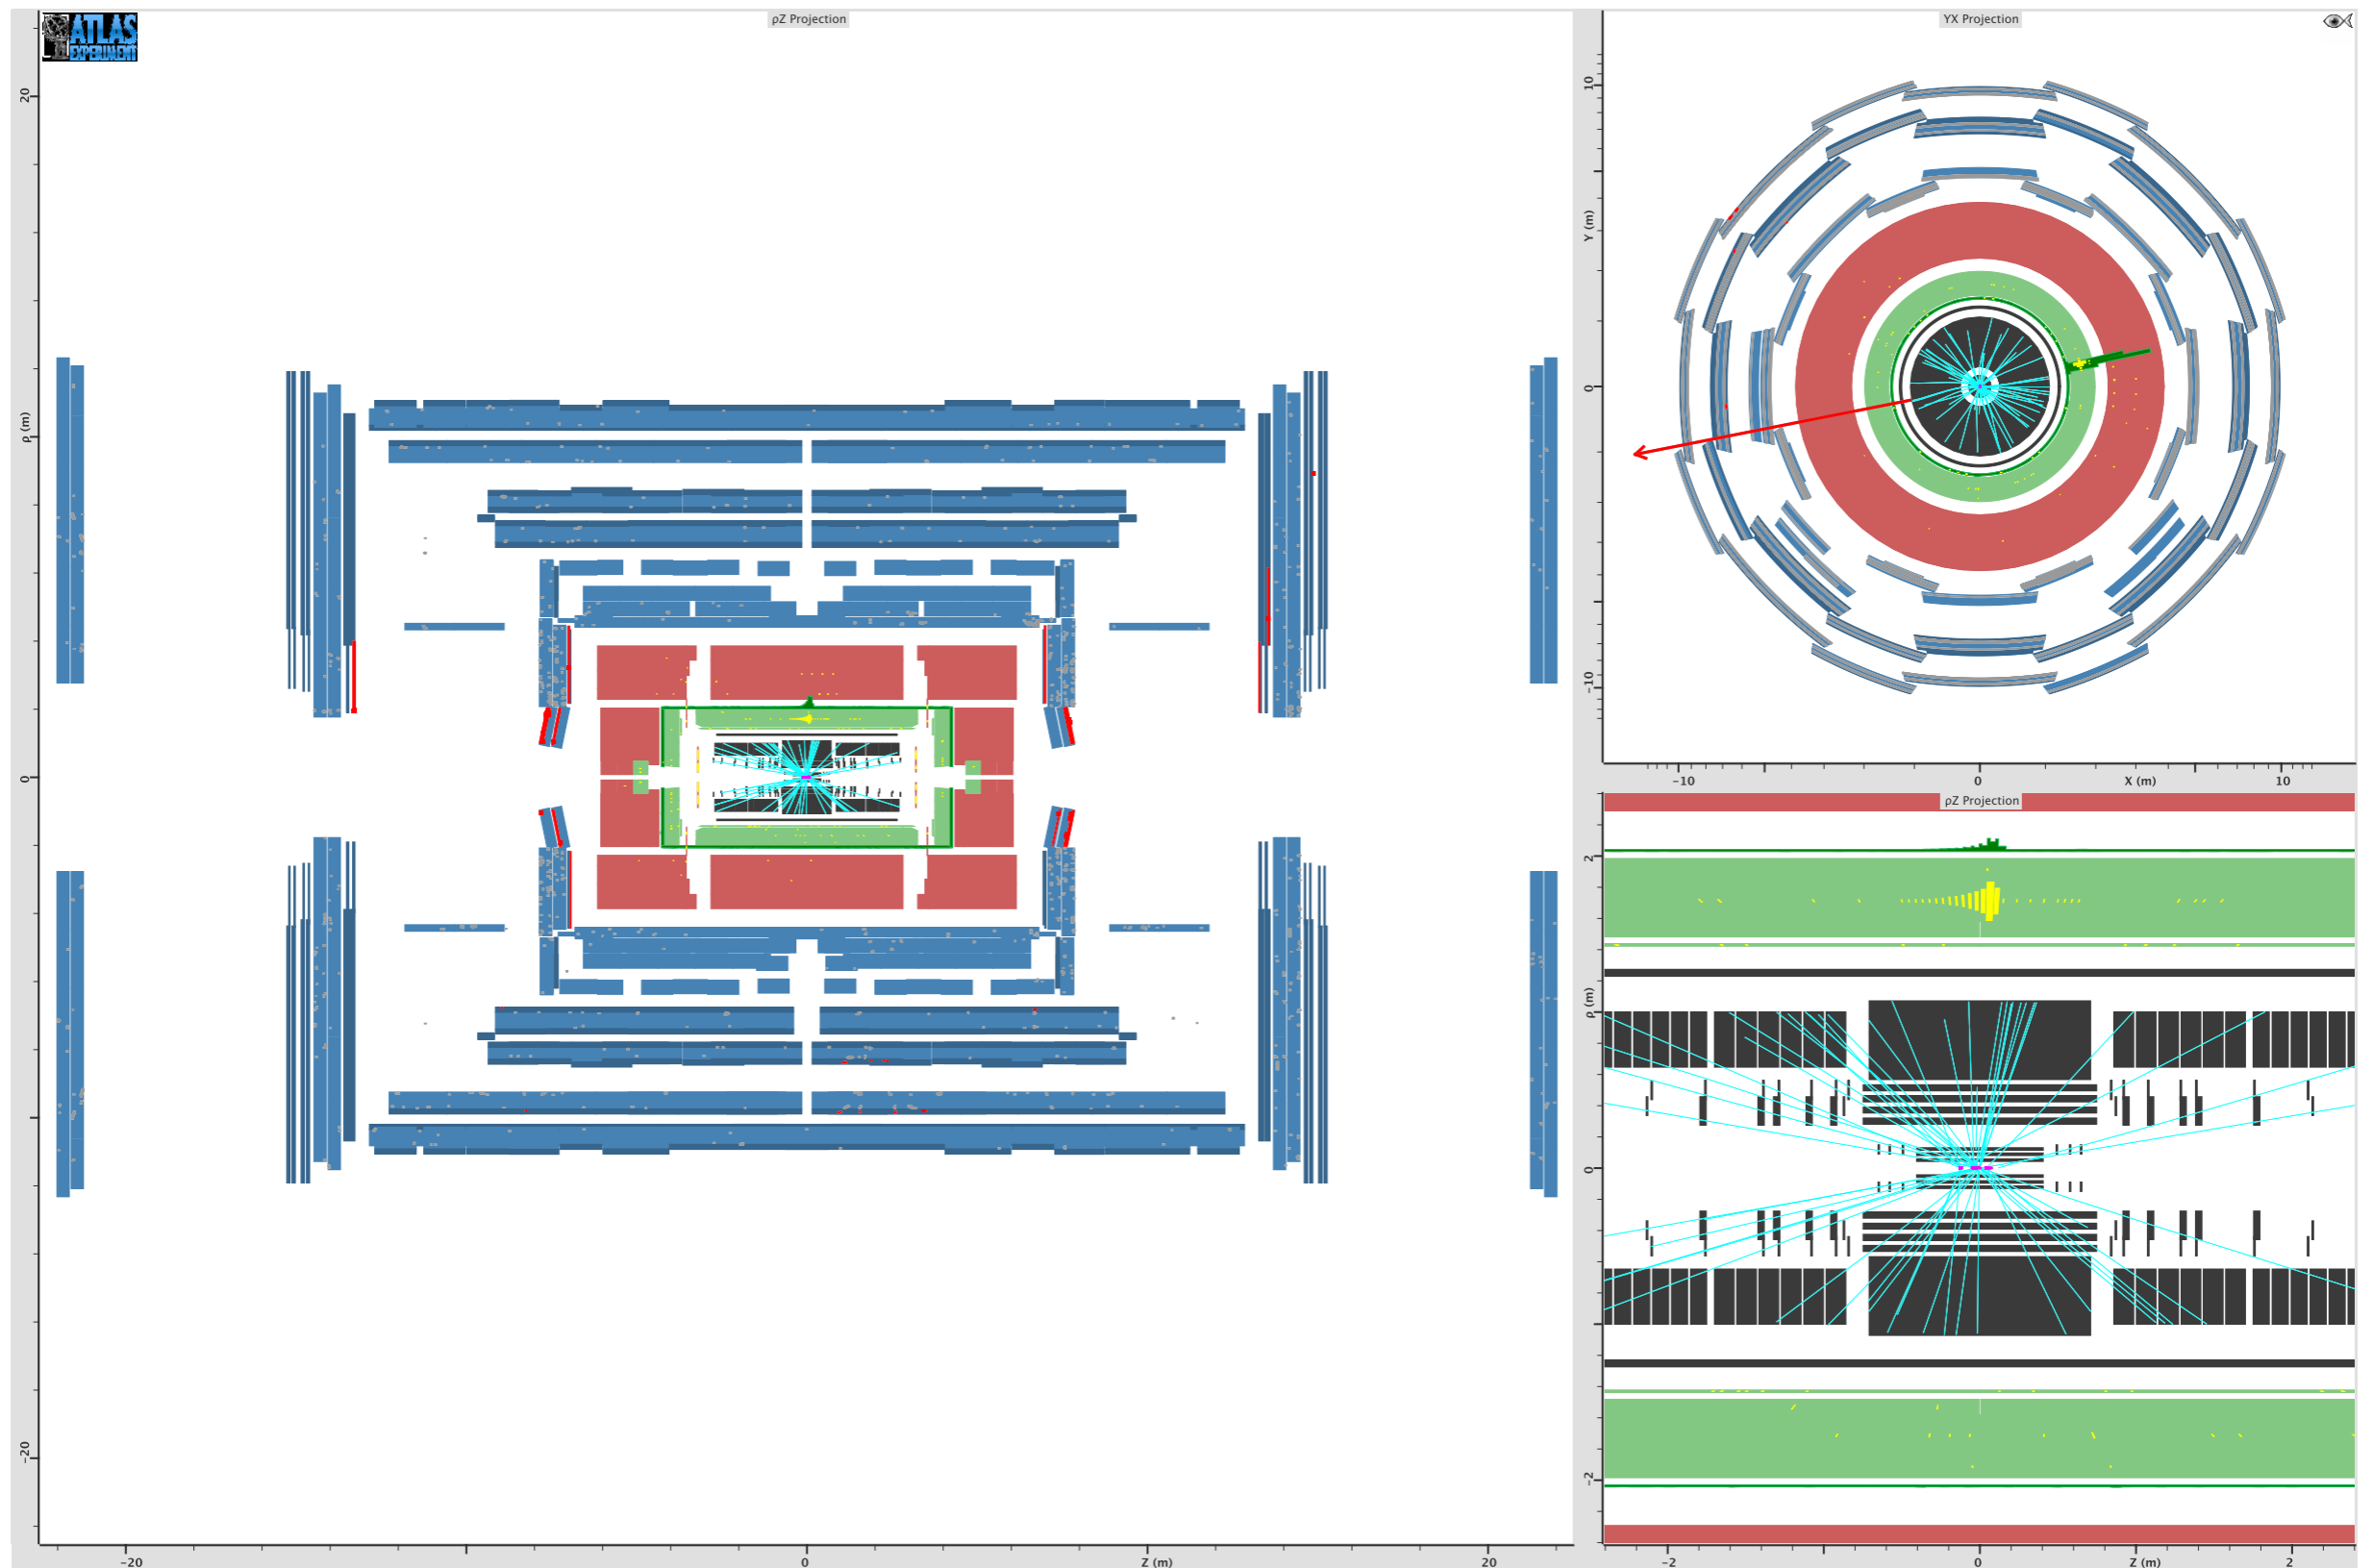 ATLAS
EXPERIMENT
ρZ Projection
20
ρ (m)
0
-20
-20
0
Z (m)
20
YX Projection
10
Y (m)
0
-10
-10
0
X (m)
10
ρZ Projection
2
ρ (m)
0
-2
-2
0
Z (m)
2